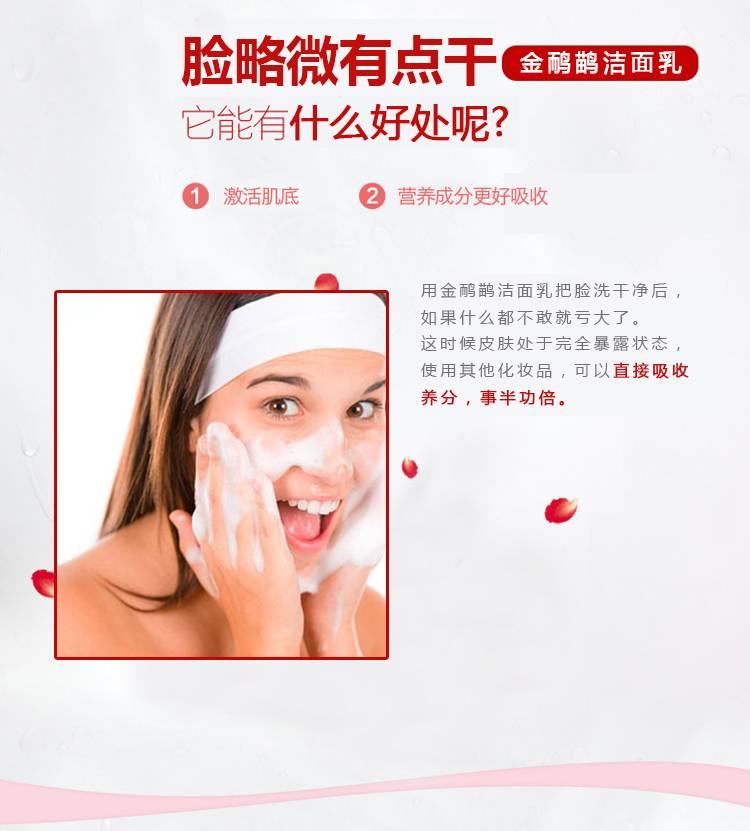 脸略微有点干
金鸸鹋洁面乳
它能有什么好处呢?
1 激活肌底
2 营养成分更好吸收
用金鸸鹋洁面乳把脸洗干净后，
如果什么都不敢就亏大了。
这时候皮肤处于完全暴露状态，
使用其他化妆品，可以直接吸收
养分，事半功倍。